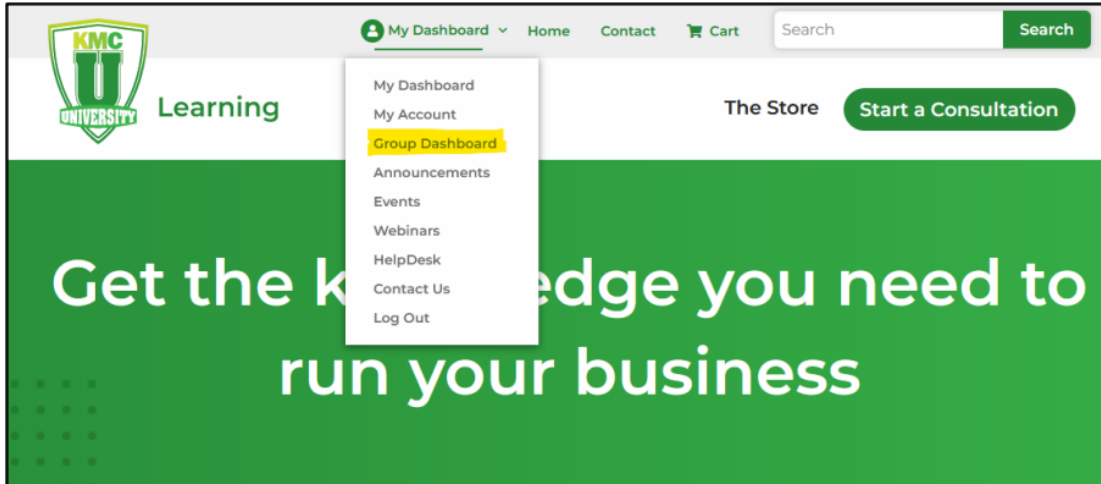 KMC
U
UNIVERSITY
My Dashboard
Home
Contact
Cart
Search
Search
Learning
The Store
Start a Consultation
My Dashboard
My Account
Group Dashboard
Announcements
Events
Webinars
HelpDesk
Contact Us
Log Out
Get the k edge you need to
run your business